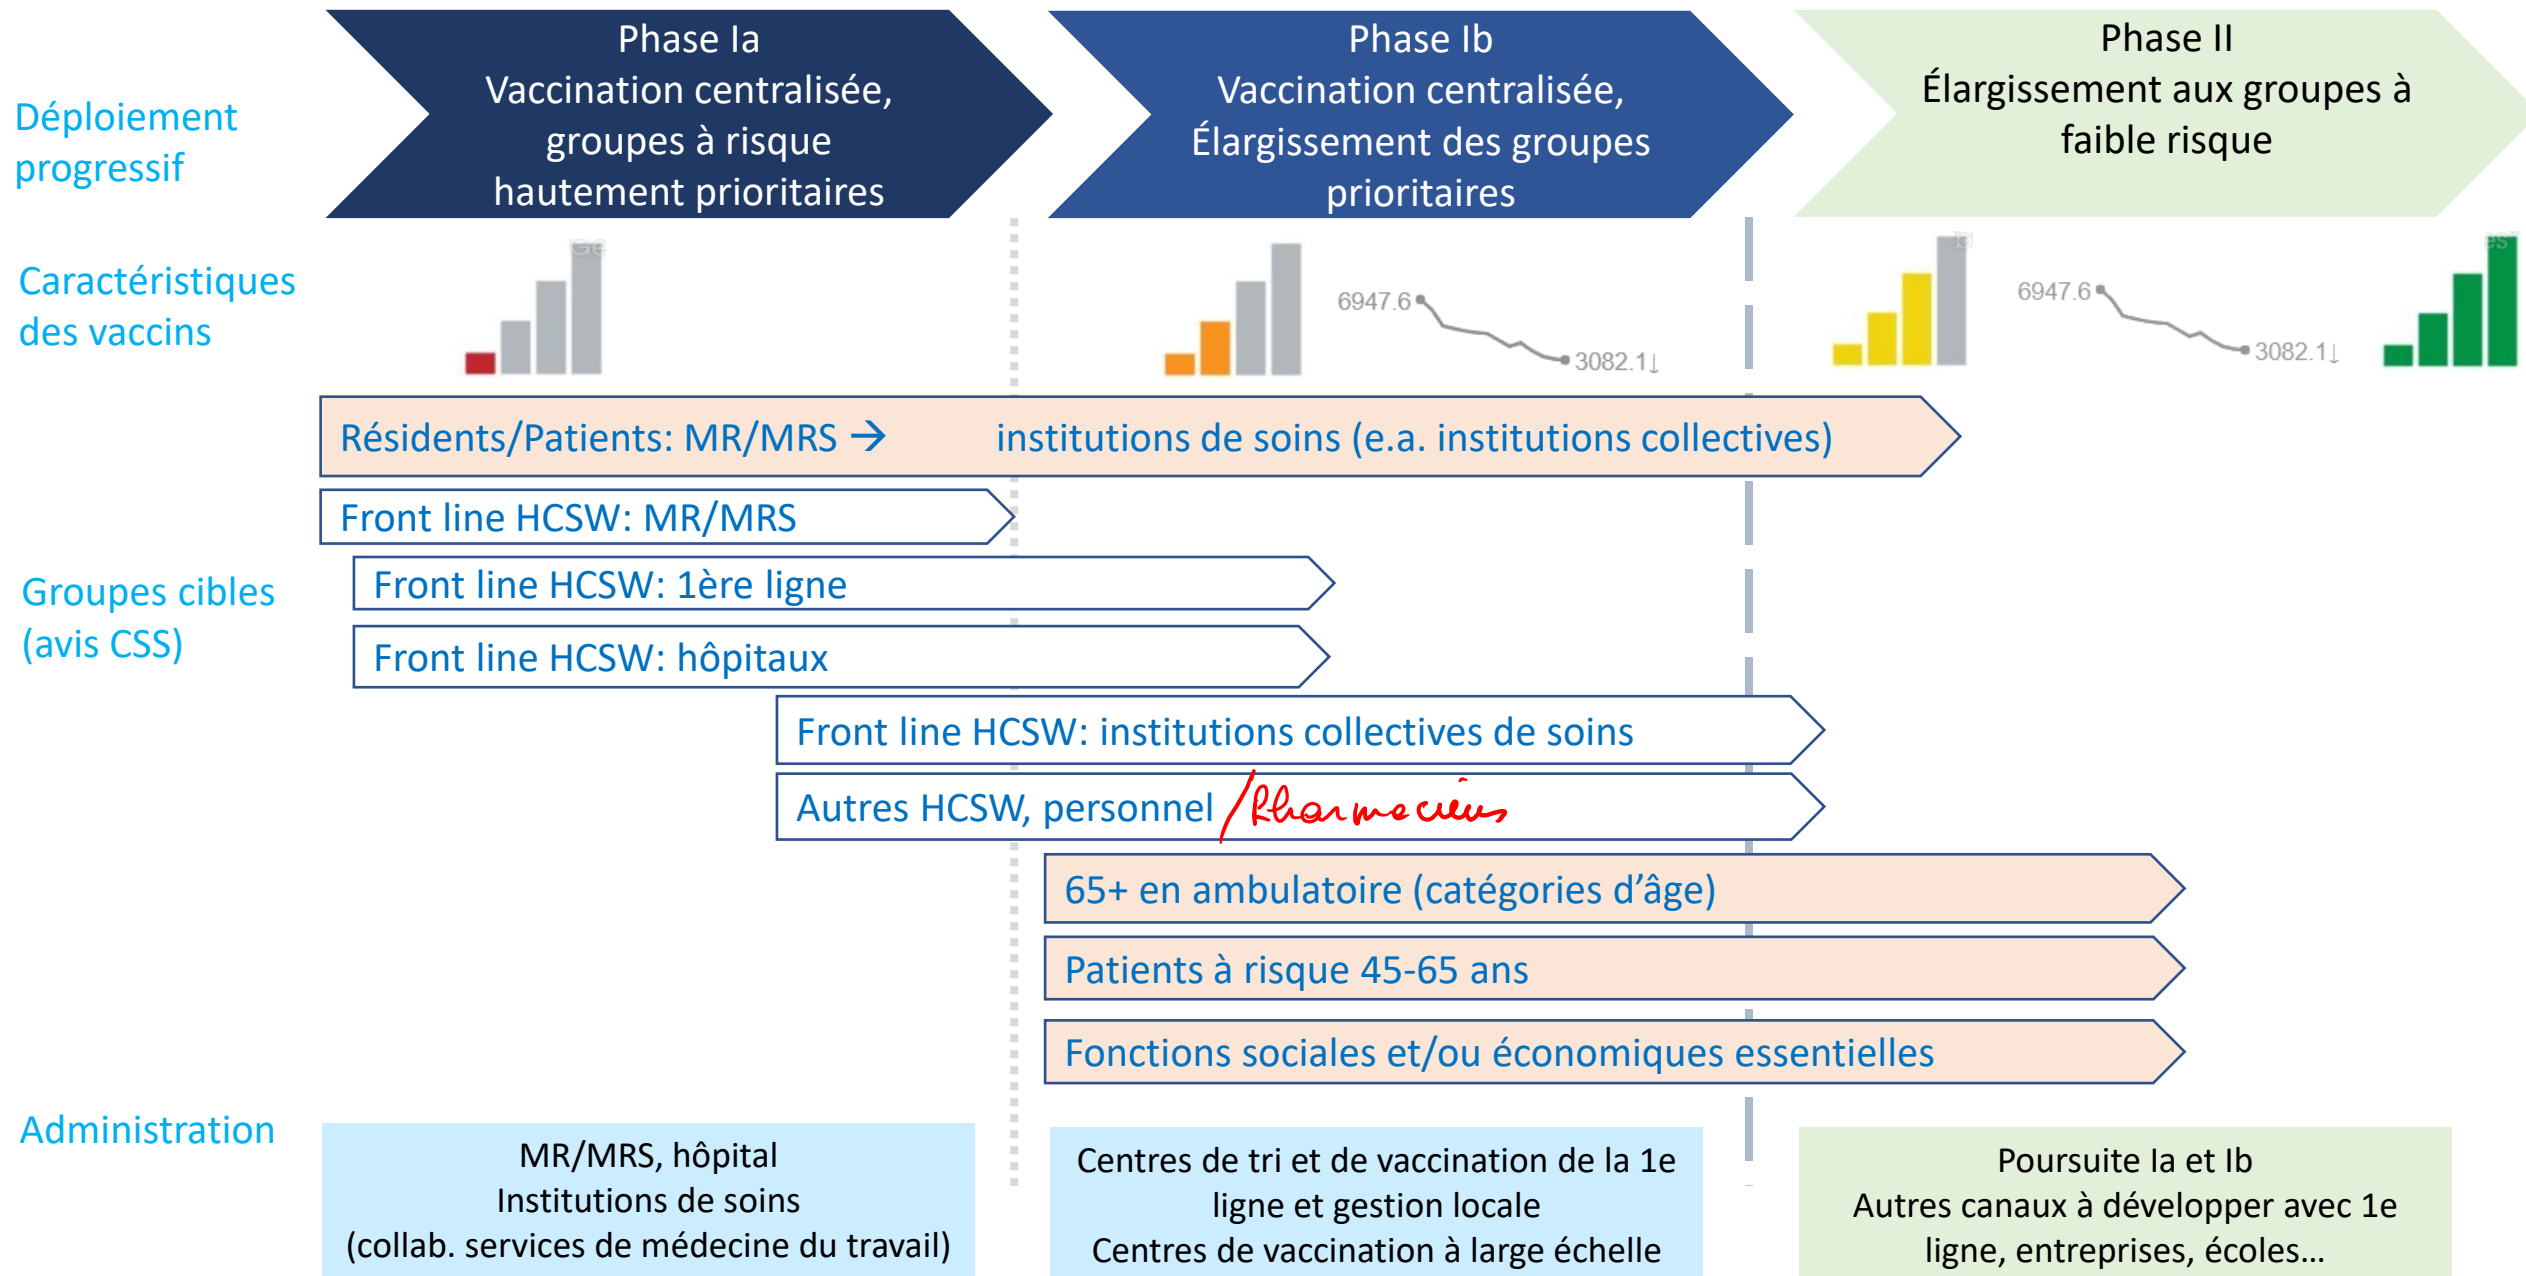 Phase Ia
Vaccination centralisée,
groupes à risque
hautement prioritaires
Phase Ib
Vaccination centralisée,
Élargissement des groupes
prioritaires
Phase II
Élargissement aux groupes à
faible risque
Déploiement
progressif
Caractéristiques
des vaccins
6947.6
3082.1↓
6947.6
3082.1↓
Résidents/Patients: MR/MRS → institutions de soins (e.a. institutions collectives)
Front line HCSW: MR/MRS
Front line HCSW: 1ère ligne
Front line HCSW: hôpitaux
Groupes cibles
(avis CSS)
Front line HCSW: institutions collectives de soins
Autres HCSW, personnel /Pharmaciens
65+ en ambulatoire (catégories d’âge)
Patients à risque 45-65 ans
Fonctions sociales et/ou économiques essentielles
Administration
MR/MRS, hôpital
Institutions de soins
(collab. services de médecine du travail)
Centres de tri et de vaccination de la 1e
ligne et gestion locale
Centres de vaccination à large échelle
Poursuite Ia et Ib
Autres canaux à développer avec 1e
ligne, entreprises, écoles…